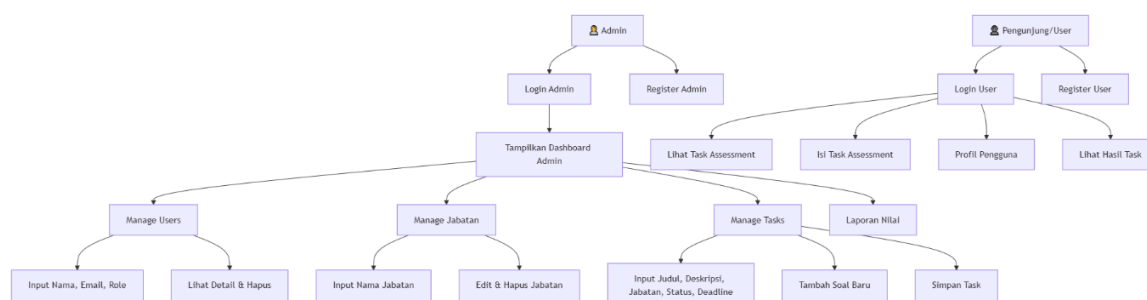 Admin
Pengunjung/User
Login Admin
Register Admin
Login User
Register User
Tampilkan Dashboard
Admin
Lihat Task Assessment
Isi Task Assessment
Profil Pengguna
Lihat Hasil Task
Manage Users
Manage Jabatan
Manage Tasks
Laporan Nilai
Input Nama, Email, Role
Lihat Detail & Hapus
Input Nama Jabatan
Edit & Hapus Jabatan
Input Judul, Deskripsi,
Jabatan, Status, Deadline
Tambah Soal Baru
Simpan Task